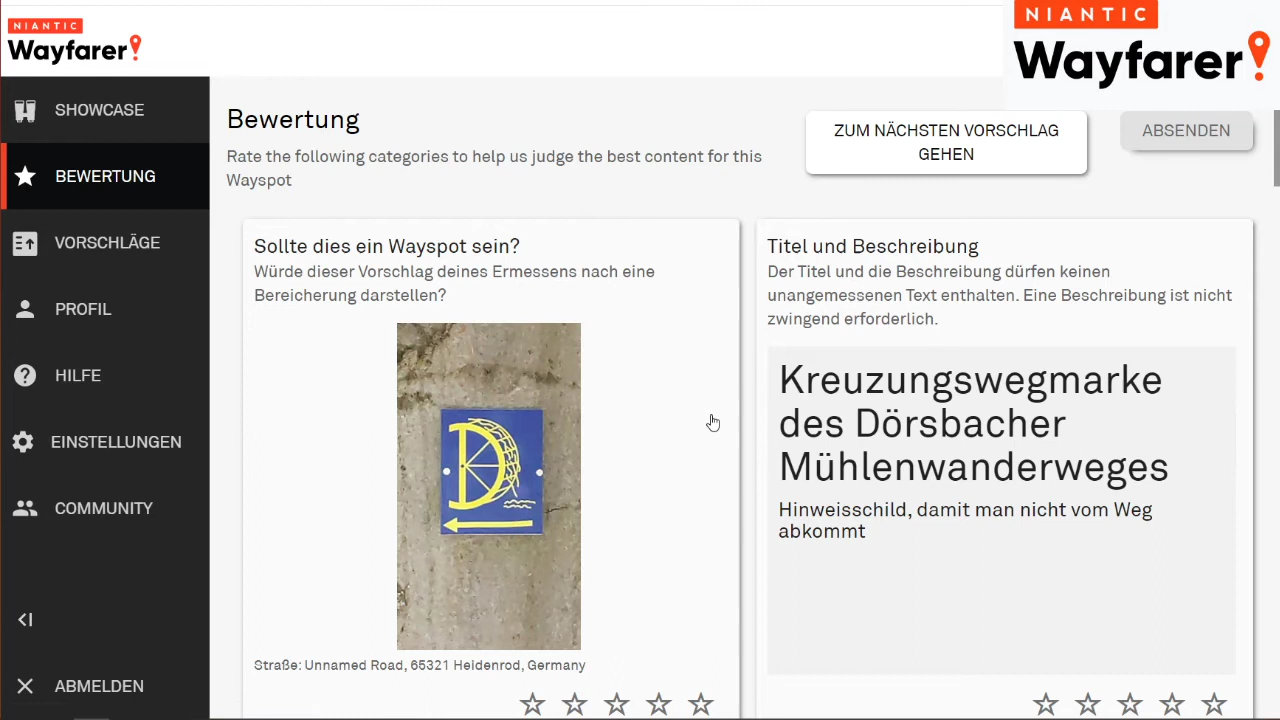 NIANTIC
Wayfarer
NIANTIC
Wayfarer
SHOWCASE
BEWERTUNG
VORSCHLÄGE
PROFIL
HILFE
EINSTELLUNGEN
COMMUNITY
ABMELDEN
Bewertung
Rate the following categories to help us judge the best content for this
Wayspot
ZUM NÄCHSTEN VORSCHLAG
GEHEN
ABSENDEN
Sollte dies ein Wayspot sein?
Würde dieser Vorschlag deines Ermessens nach eine
Bereicherung darstellen?
D
Straße: Unnamed Road, 65321 Heidenrod, Germany
Titel und Beschreibung
Der Titel und die Beschreibung dürfen keinen
unangemessenen Text enthalten. Eine Beschreibung ist nicht
zwingend erforderlich.
Kreuzungswegmarke
des Dörsbacher
Mühlenwanderweges
Hinweisschild, damit man nicht vom Weg
abkommt